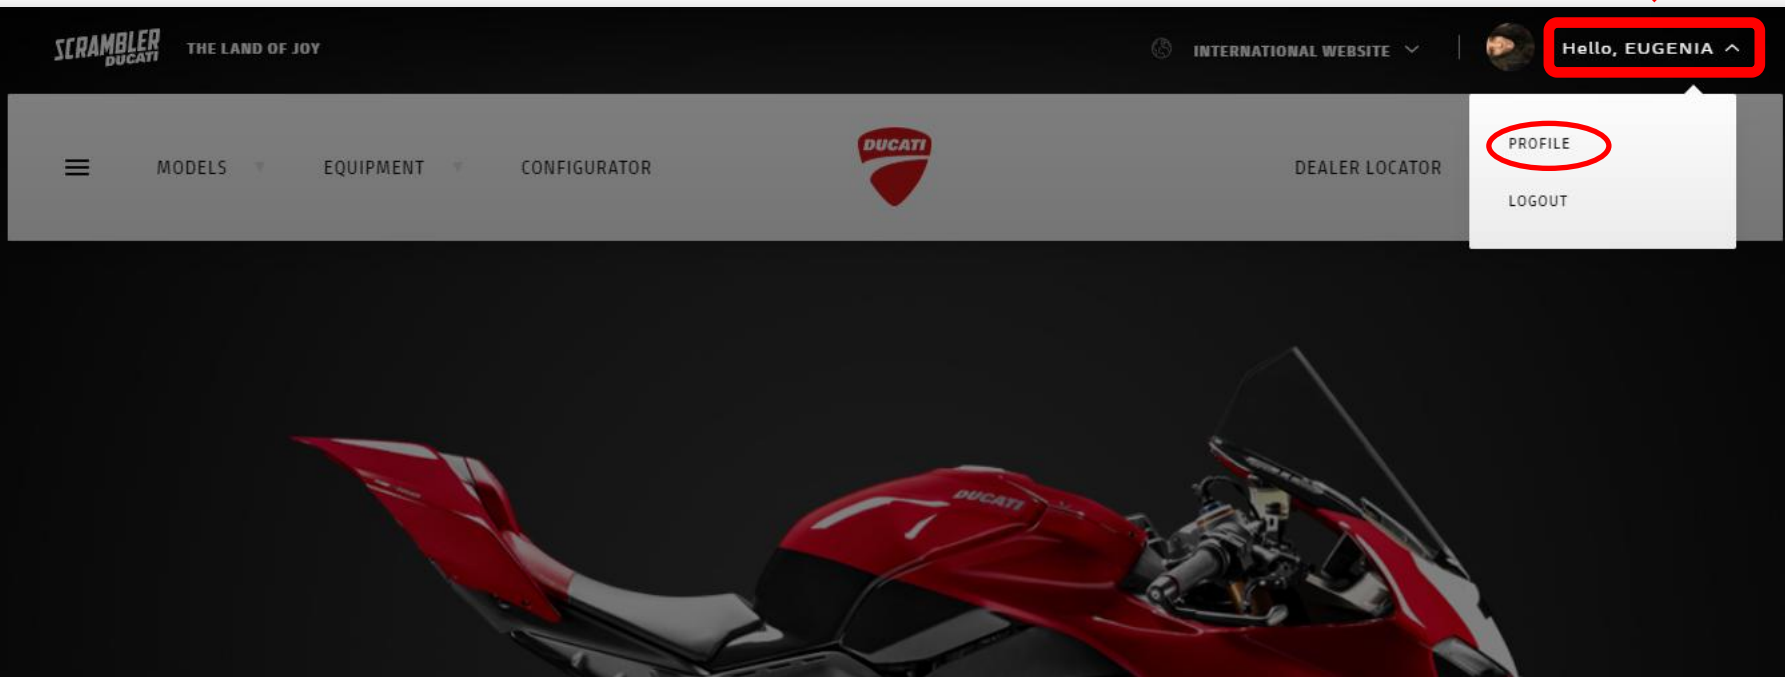 SCRAMBLER
DUCATI
THE LAND OF JOY
INTERNATIONAL WEBSITE
Hello, EUGENIA
MODELS
EQUIPMENT
CONFIGURATOR
DUCATI
DEALER LOCATOR
PROFILE
LOGOUT
DUCATI